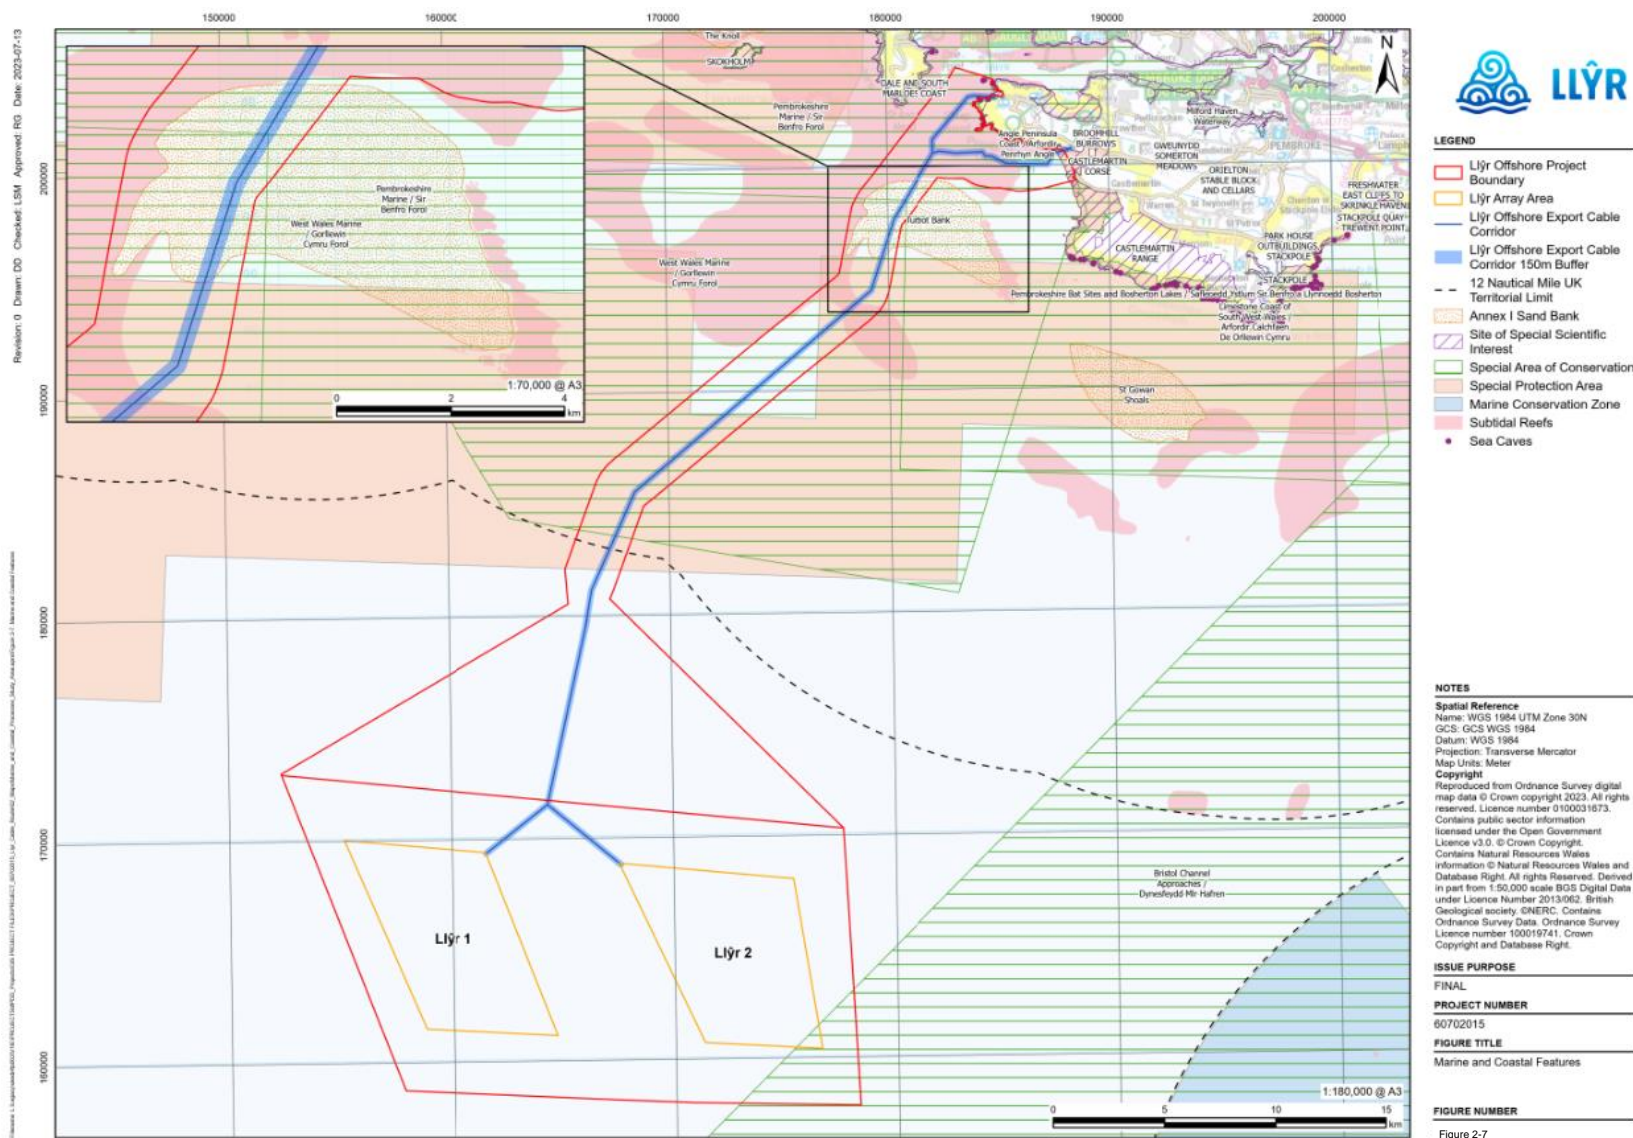 150000
160000
170000
180000
190000
200000
Revision: 0 Drawn: DD Checked: LSM Approved: RG Date: 2023-07-13
200000
190000
180000
170000
160000
Pembrokeshire
Marine / Sir
Benfro Forol
West Wales Marine
/ Gorllewin
Cymru Forol
1:70,000 @ A3
0 2 4
km
The Knoll
SKOKHOLM
DALE AND SOUTH
MARLOES COAST
Pembrokeshire
Marine / Sir
Benfro Forol
Angle Peninsula
Coast / Arfordir
Penrhyn Angle
BROOMHILL
BURROWS
CASTLEMARTIN
CORSE
Milford Haven
Waterway
PEMBROKE
GWEUNYDD
SOMERTON
MEADOWS
ORIELTON
STABLE BLOCK
AND CELLARS
FRESHWATER
EAST CLIFFS TO
SKRINKLE HAVEN
STACKPOLE QUAY-
TREWENT POINT
Castlemartin
Warren
Turbot Bank
CASTLEMARTIN
RANGE
PARK HOUSE
OUTBUILDINGS,
STACKPOLE
STACKPOLE
West Wales Marine
/ Gorllewin
Cymru Forol
Pembrokeshire Bat Sites and Bosherton Lakes / Safleoedd Ystlum Sir Benfro a Llynnoedd Bosherton
Limestone Coast of
South West Wales /
Arfordir Calchfaen
De Orllewin Cymru
St Gowan
Shoals
Bristol Channel
Approaches /
Dynesfeydd Môr Hafren
Llŷr 1
Llŷr 2
1:180,000 @ A3
0 5 10 15
km
N
LLŶR
LEGEND
Llŷr Offshore Project
Boundary
Llŷr Array Area
Llŷr Offshore Export Cable
Corridor
Llŷr Offshore Export Cable
Corridor 150m Buffer
12 Nautical Mile UK
Territorial Limit
Annex I Sand Bank
Site of Special Scientific
Interest
Special Area of Conservation
Special Protection Area
Marine Conservation Zone
Subtidal Reefs
Sea Caves
NOTES
Spatial Reference
Name: WGS 1984 UTM Zone 30N
GCS: GCS WGS 1984
Datum: WGS 1984
Projection: Transverse Mercator
Map Units: Meter
Copyright
Reproduced from Ordnance Survey digital
map data © Crown copyright 2023. All rights
reserved. Licence number 0100031673.
Contains public sector information
licensed under the Open Government
Licence v3.0. © Crown Copyright.
Contains Natural Resources Wales
information © Natural Resources Wales and
Database Right. All rights Reserved. Derived
in part from 1:50,000 scale BGS Digital Data
under Licence Number 2013/062. British
Geological society. ©NERC. Contains
Ordnance Survey Data. Ordnance Survey
Licence number 100019741. Crown
Copyright and Database Right.
ISSUE PURPOSE
FINAL
PROJECT NUMBER
60702015
FIGURE TITLE
Marine and Coastal Features
FIGURE NUMBER
Figure 2-7